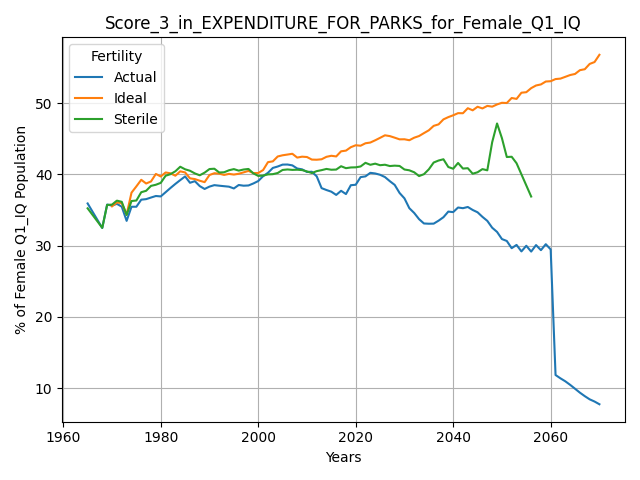 Score_3_in_EXPENDITURE_FOR_PARKS_for_Female_Q1_IQ
Fertility
Actual
Ideal
Sterile
% of Female Q1_IQ Population
50
40
30
20
10
1960 1980 2000 2020 2040 2060
Years